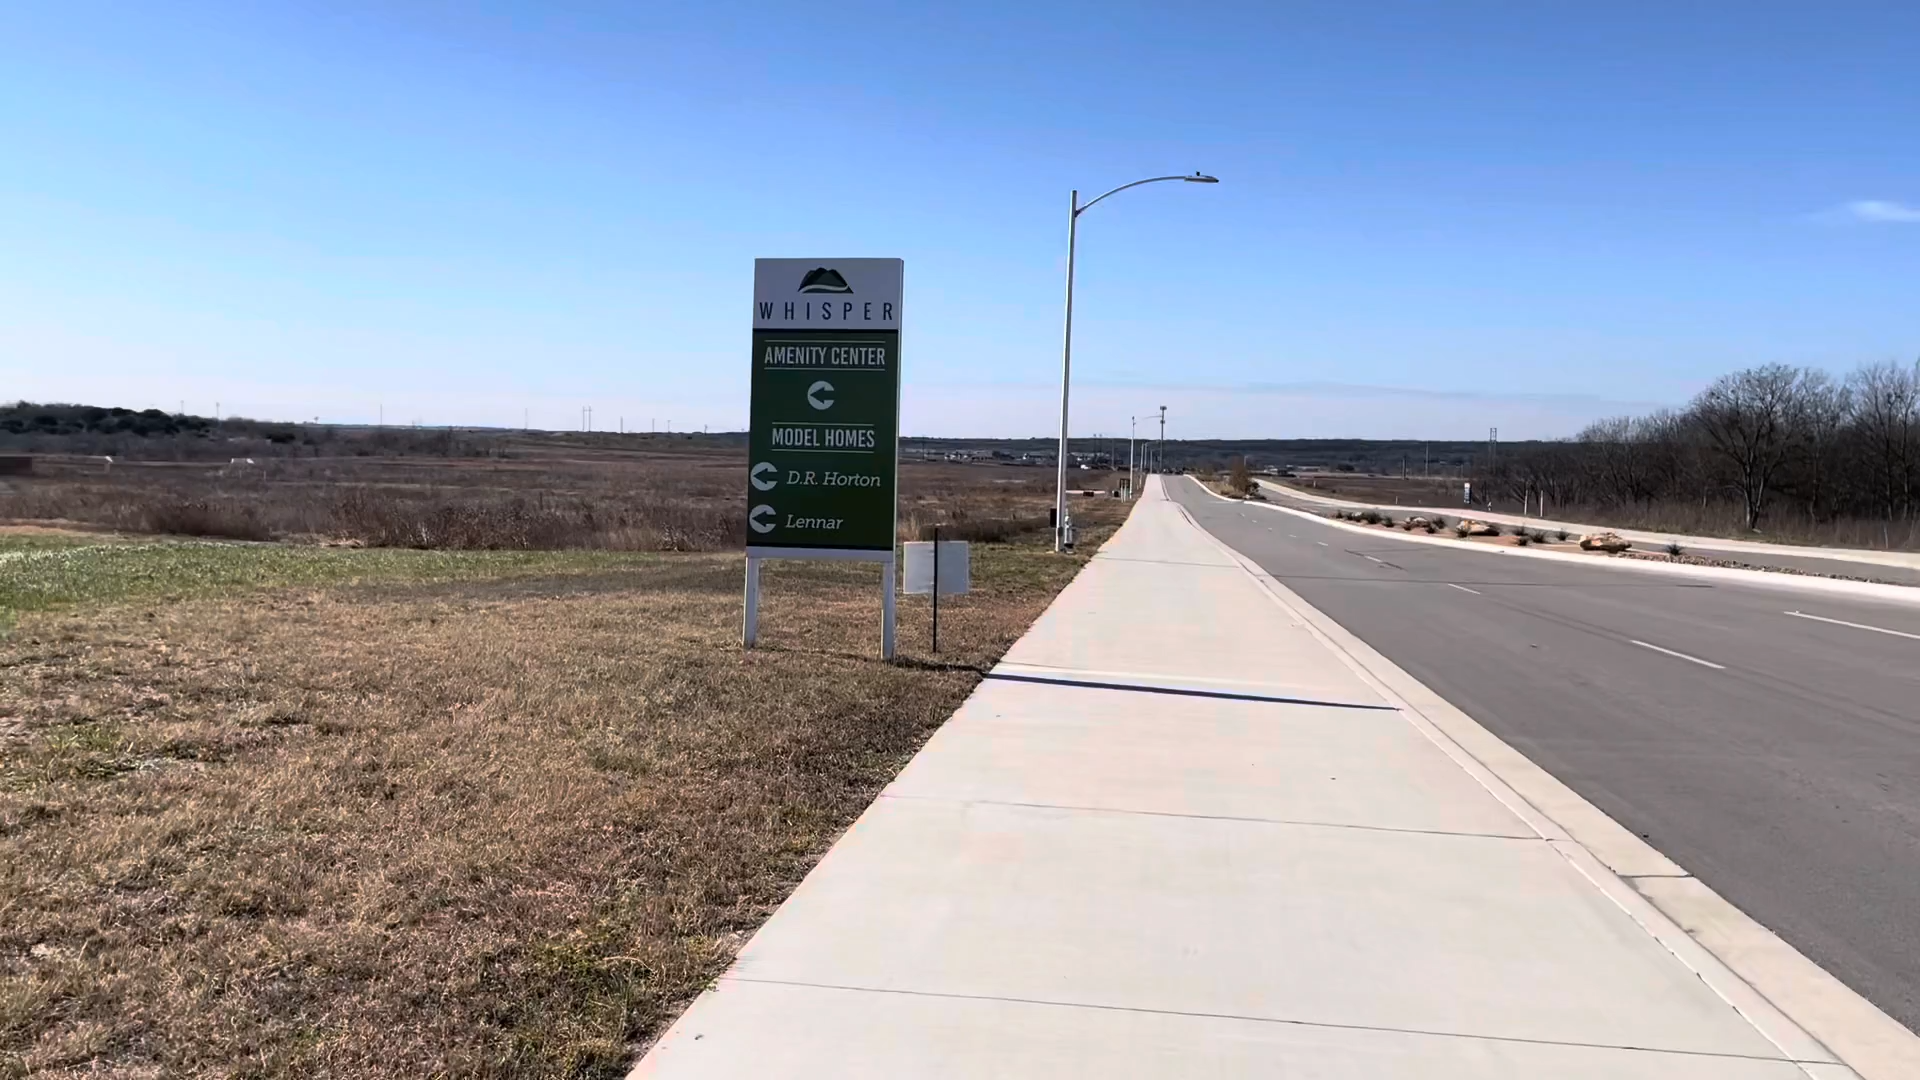 WHISPER
AMENITY CENTER
MODEL HOMES
D.R. Horton
Lennar